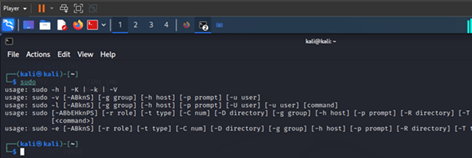 Player
1 2 3 4
2
kali@kali: ~
File Actions Edit View Help
(kali㉿kali)-[~]
$ sudo
usage: sudo -h | -K | -k | -V
usage: sudo -v [-ABknS] [-g group] [-h host] [-p prompt] [-u user]
usage: sudo -l [-ABknS] [-g group] [-h host] [-p prompt] [-U user] [-u user] [command]
usage: sudo [-ABbEHknPS] [-r role] [-t type] [-C num] [-D directory] [-g group] [-h host] [-p prompt] [-R directory] [-T
[<command>]
usage: sudo -e [-ABknS] [-r role] [-t type] [-C num] [-D directory] [-g group] [-h host] [-p prompt] [-R directory] [-T t
(kali㉿kali)-[~]
$